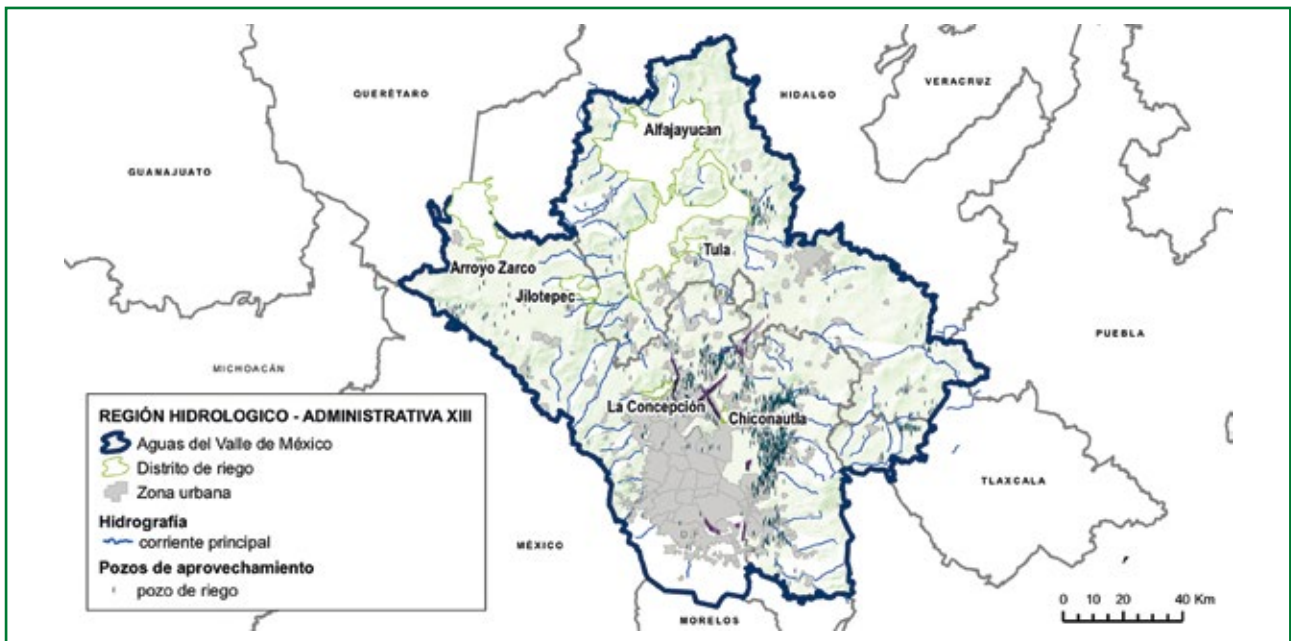 QUERÉTARO
HIDALGO
VERACRUZ
Alfajayucan
GUANAJUATO
Tula
Arroyo Zarco
Jilotepec
PUEBLA
MICHOACÁN
La Concepción
Chiconautla
TLAXCALA
MÉXICO
MORELOS
REGIÓN HIDROLOGICO - ADMINISTRATIVA XIII
Aguas del Valle de México
Distrito de riego
Zona urbana
Hidrografía
corriente principal
Pozos de aprovechamiento
pozo de riego
0 10 20 40 Km